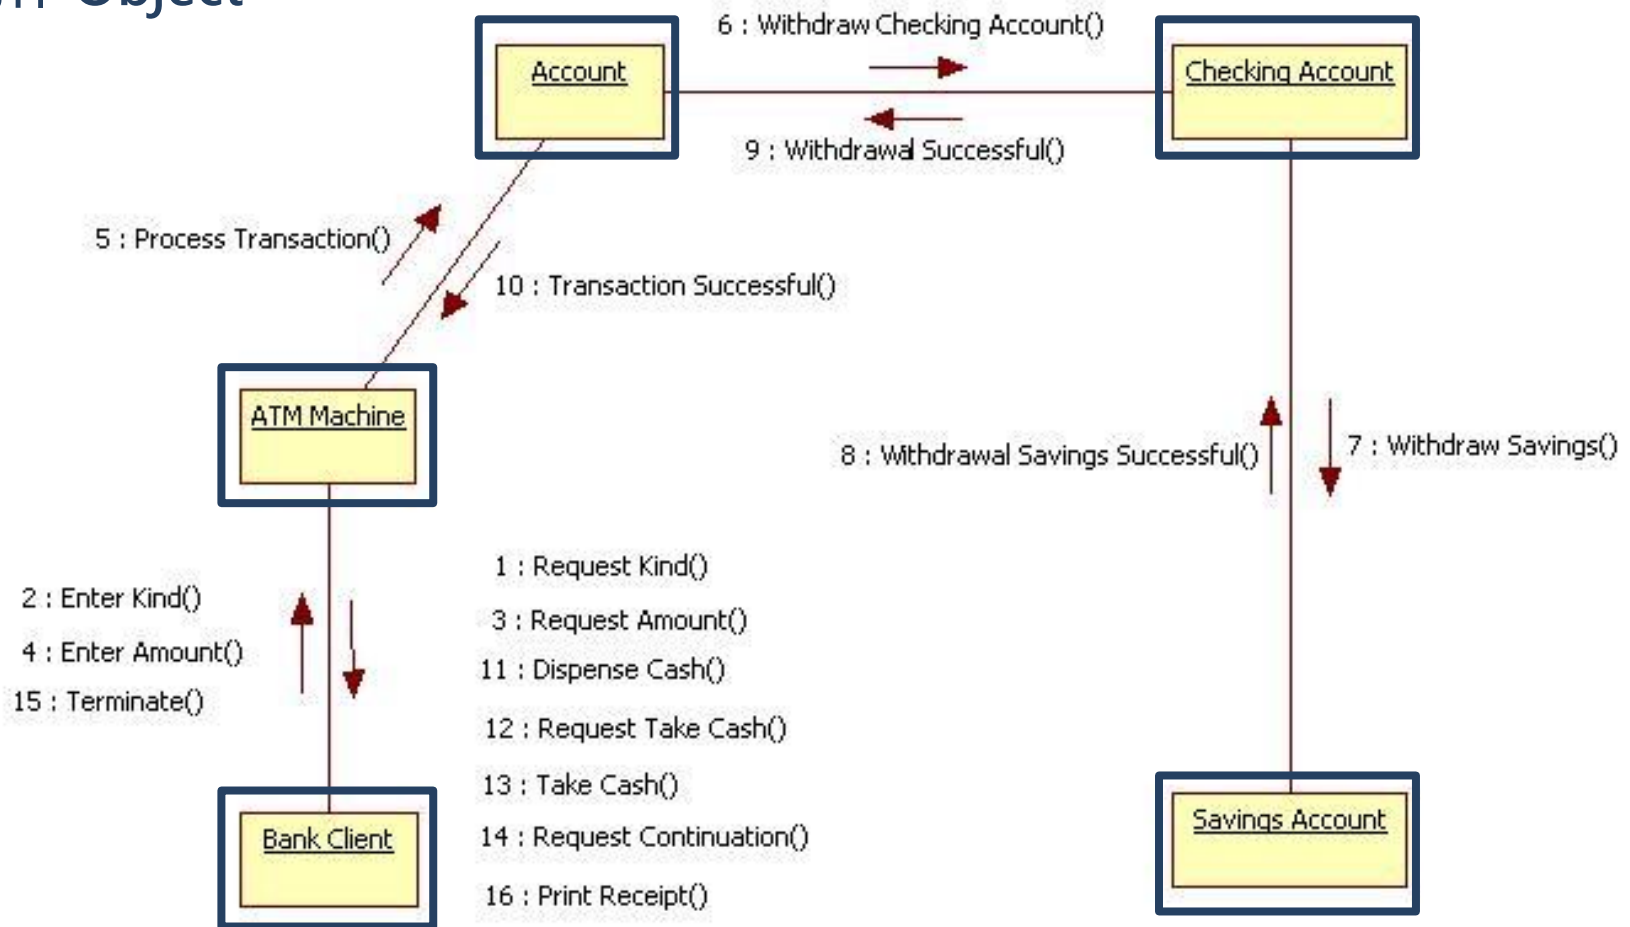 Object
6 : Withdraw Checking Account()
Account
Checking Account
9 : Withdrawal Successful()
5 : Process Transaction()
10 : Transaction Successful()
ATM Machine
8 : Withdrawal Savings Successful()
7 : Withdraw Savings()
1 : Request Kind()
2 : Enter Kind()
3 : Request Amount()
4 : Enter Amount()
11 : Dispense Cash()
15 : Terminate()
12 : Request Take Cash()
13 : Take Cash()
14 : Request Continuation()
16 : Print Receipt()
Bank Client
Savings Account